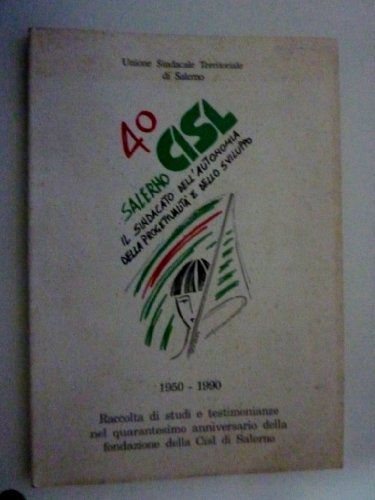 Unione Sindacale Territoriale
di Salerno
40
CISL
SALERNO
IL SINDACATO DELL'AUTONOMIA
DELLA PROGETTUALITÀ E DELLO SVILUPPO
1950 - 1990
Raccolta di studi e testimonianze
nel quarantesimo anniversario della
fondazione della Cisl di Salerno